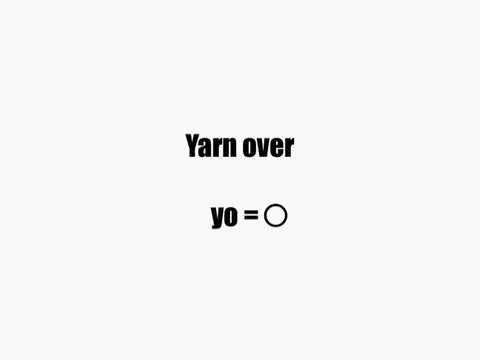 Yarn over
yo = ○